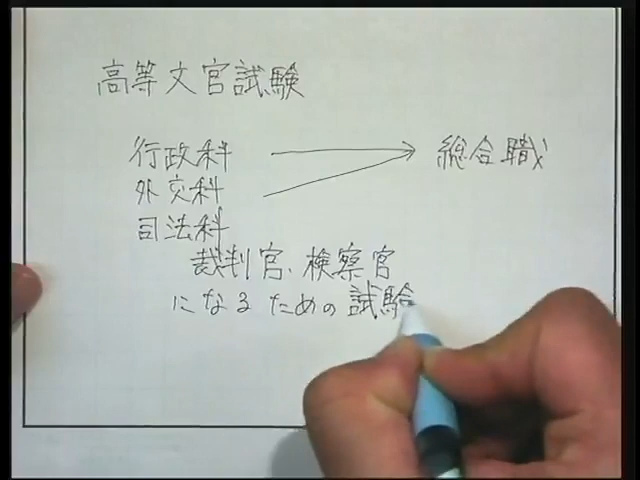 高等文官試験
行政科 → 総合職
外交科
司法科
裁判官、検察官
になるための試験